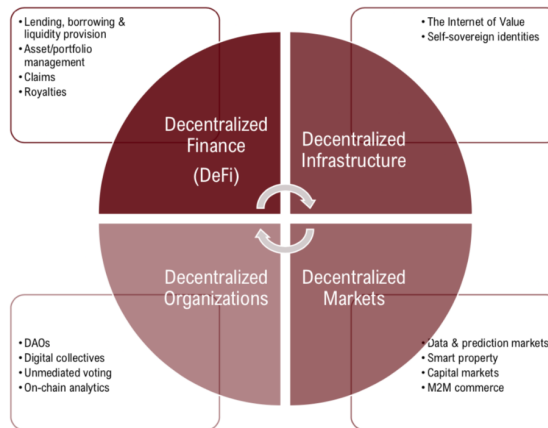 • Lending, borrowing &
liquidity provision
• Asset/portfolio
management
• Claims
• Royalties
• The Internet of Value
• Self-sovereign identities
Decentralized
Finance
(DeFi)
Decentralized
Infrastructure
Decentralized
Organizations
Decentralized
Markets
• DAOs
• Digital collectives
• Unmediated voting
• On-chain analytics
• Data & prediction markets
• Smart property
• Capital markets
• M2M commerce